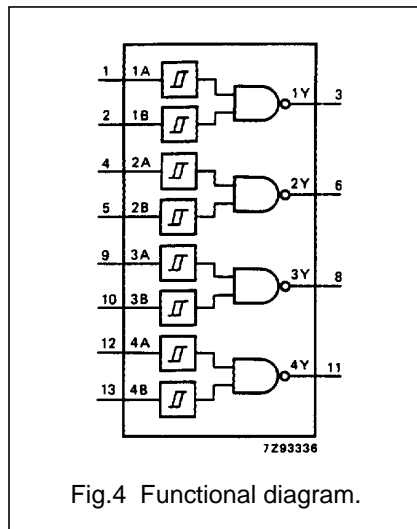 1 1A
1Y 3
2 1B
4 2A
2Y 6
5 2B
9 3A
3Y 8
10 3B
12 4A
4Y 11
13 4B
7Z93336
Fig.4 Functional diagram.